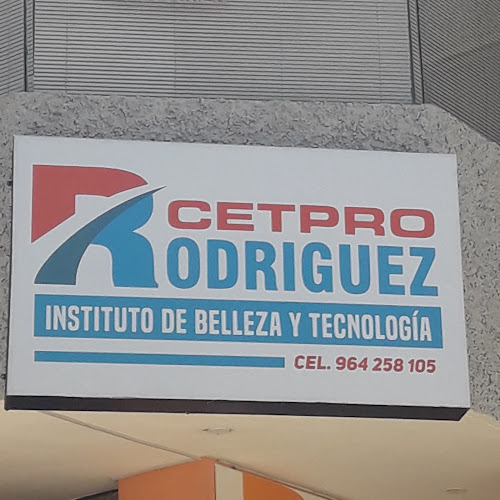 CETPRO
RODRIGUEZ
INSTITUTO DE BELLEZA Y TECNOLOGÍA
CEL. 964 258 105